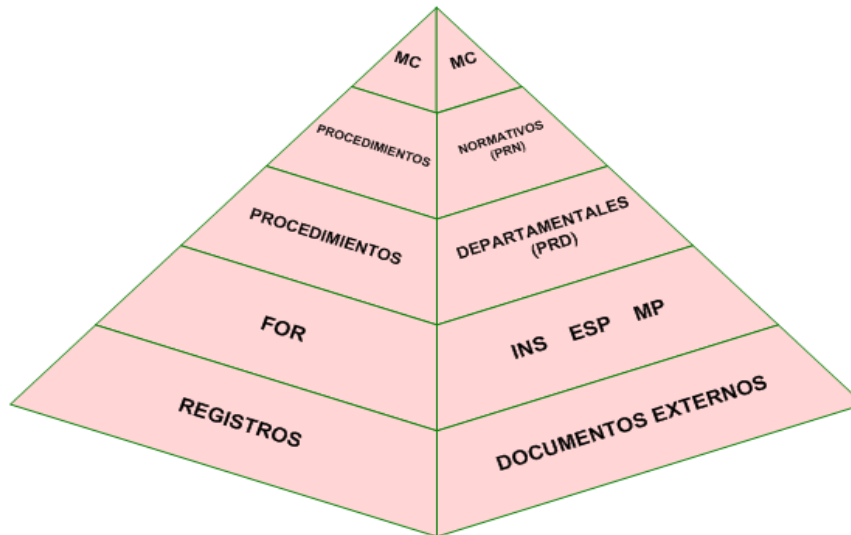 MC MC
PROCEDIMIENTOS
NORMATIVOS
(PRN)
PROCEDIMIENTOS
DEPARTAMENTALES
(PRD)
FOR
INS ESP MP
REGISTROS
DOCUMENTOS EXTERNOS